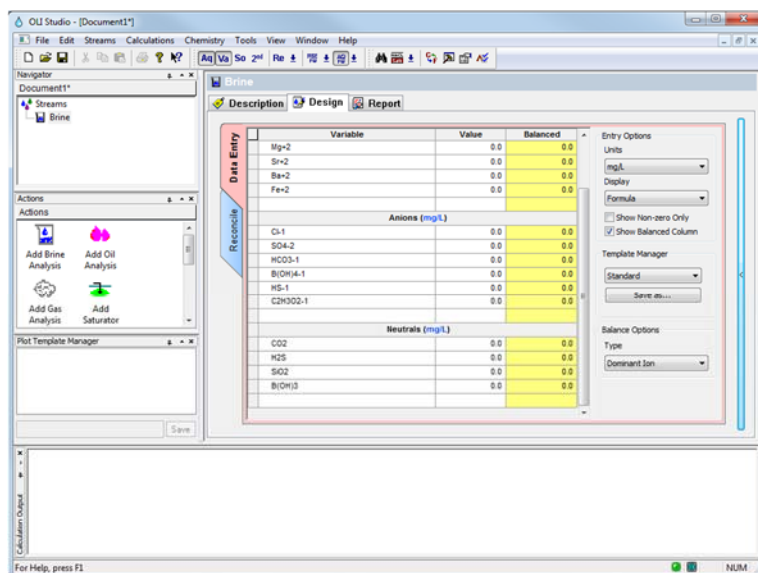 OLI Studio - [Document1*]
File Edit Streams Calculations Chemistry Tools View Window Help
Aq Va So 2nd Re
Navigator
Document1*
Streams
Brine
Actions
Actions
Add Brine Analysis
Add Oil Analysis
Add Gas Analysis
Add Saturator
Plot Template Manager
Save
Brine
Description Design Report
Data Entry
Reconcile
Variable Value Balanced
Mg+2 0.0 0.0
Sr+2 0.0 0.0
Ba+2 0.0 0.0
Fe+2 0.0 0.0
Anions (mg/L)
Cl-1 0.0 0.0
SO4-2 0.0 0.0
HCO3-1 0.0 0.0
B(OH)4-1 0.0 0.0
HS-1 0.0 0.0
C2H3O2-1 0.0 0.0
Neutrals (mg/L)
CO2 0.0 0.0
H2S 0.0 0.0
SiO2 0.0 0.0
B(OH)3 0.0 0.0
Entry Options
Units
mg/L
Display
Formula
Show Non-zero Only
Show Balanced Column
Template Manager
Standard
Save as....
Balance Options
Type
Dominant Ion
Calculation Output
For Help, press F1
NUM